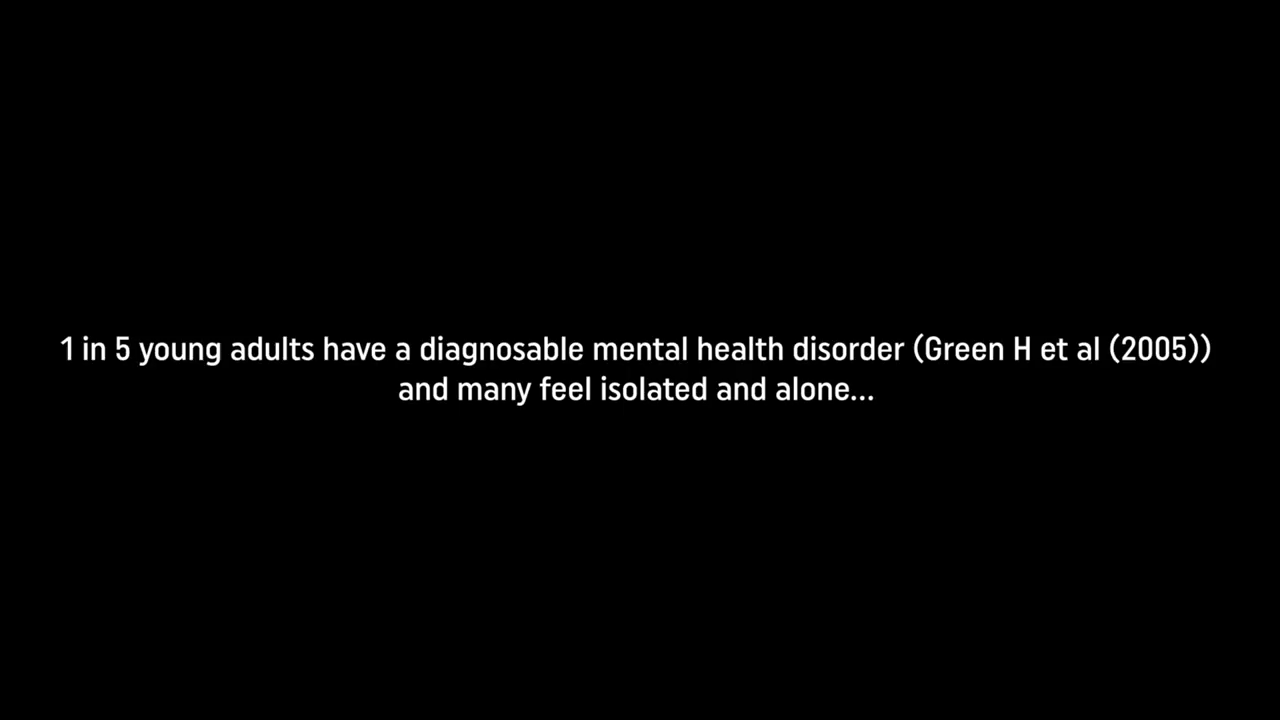 1 in 5 young adults have a diagnosable mental health disorder (Green H et al (2005))
and many feel isolated and alone...